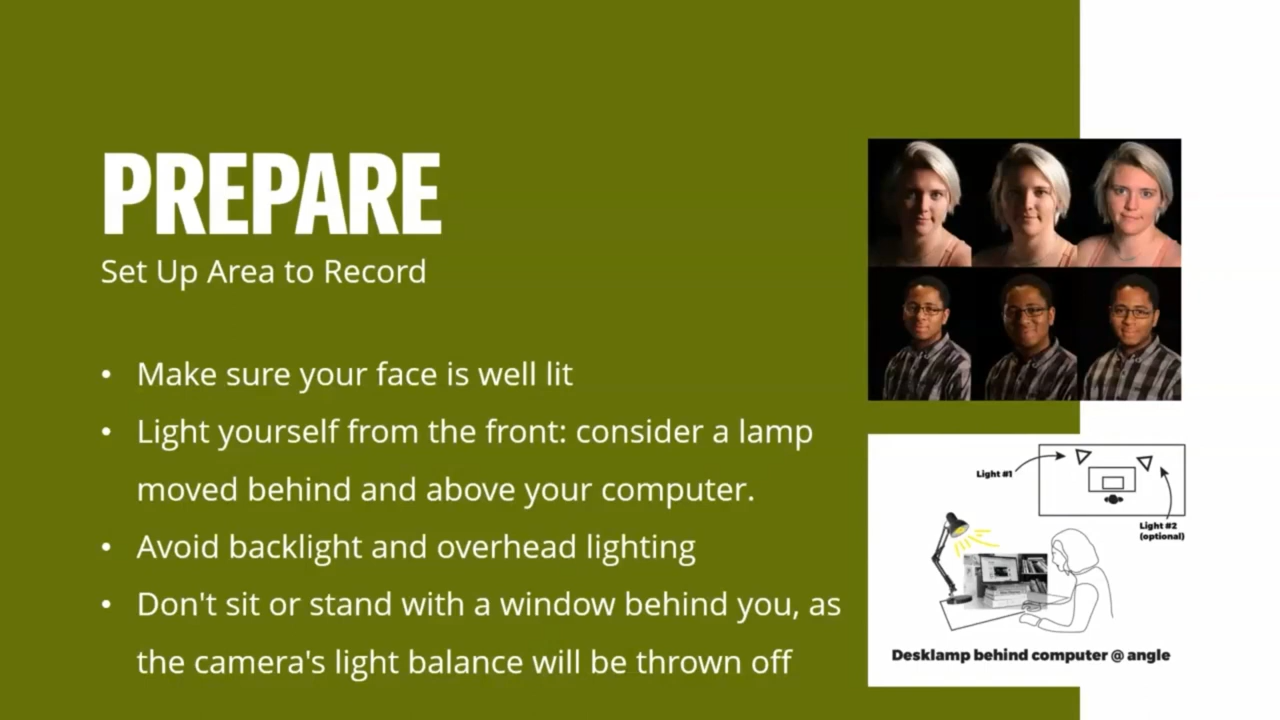 PREPARE
Set Up Area to Record
• Make sure your face is well lit
• Light yourself from the front: consider a lamp
moved behind and above your computer.
• Avoid backlight and overhead lighting
• Don't sit or stand with a window behind you, as
the camera's light balance will be thrown off
Light #1
Light #2
(optional)
Desklamp behind computer @ angle